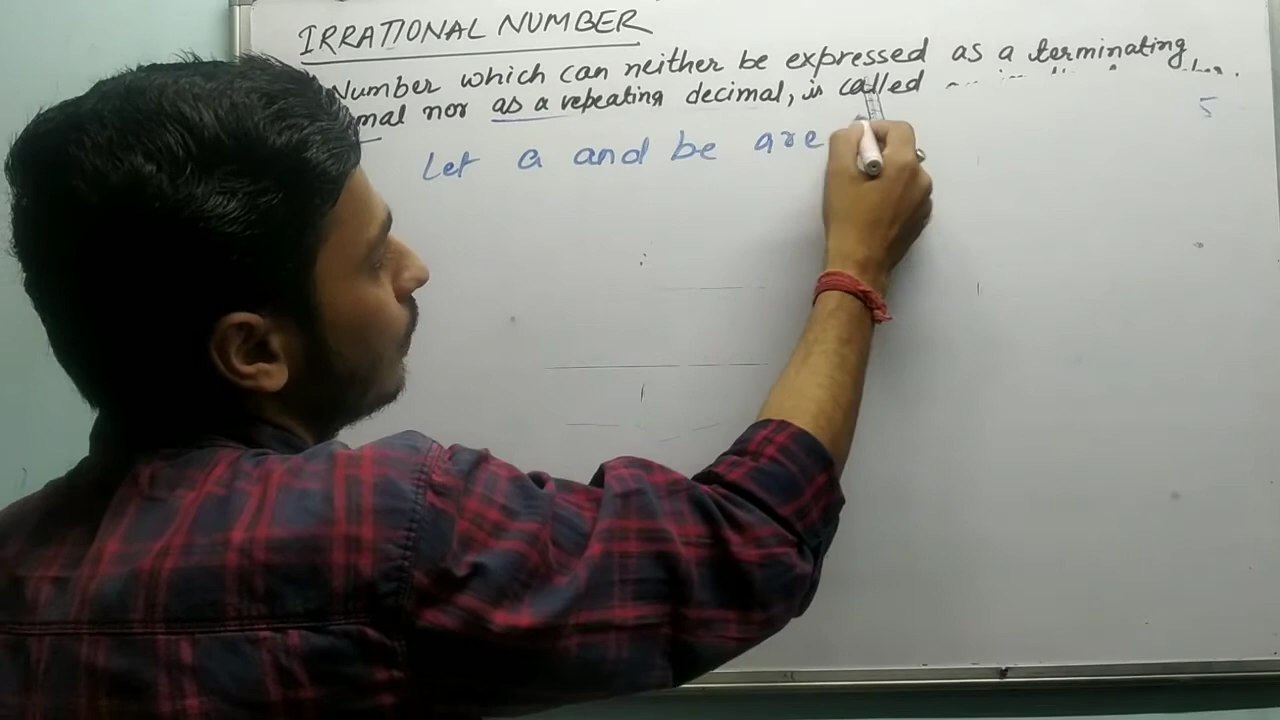 IRRATIONAL NUMBER
Number which can neither be expressed as a terminating
mal nor as a repeating decimal, is called
Let a and be are
5